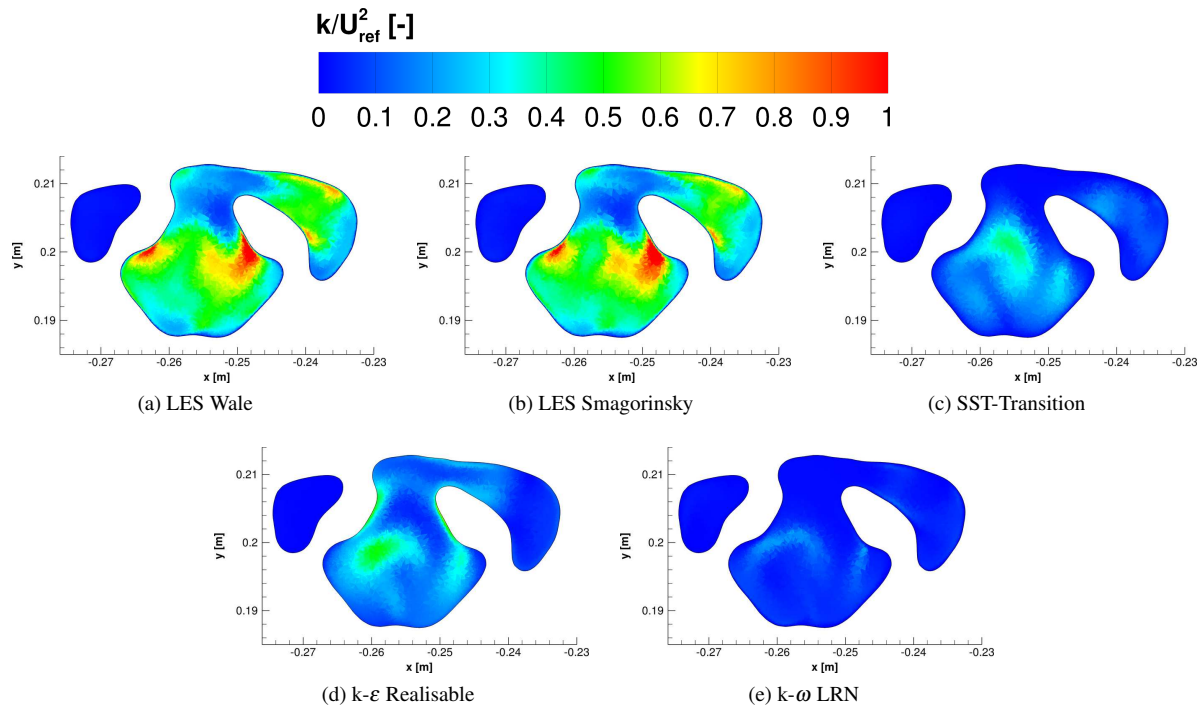 k/U²ref [-]
0 0.1 0.2 0.3 0.4 0.5 0.6 0.7 0.8 0.9 1
0.21
0.2
0.19
y [m]
-0.27 -0.26 -0.25 -0.24 -0.23
x [m]
(a) LES Wale
0.21
0.2
0.19
y [m]
-0.27 -0.26 -0.25 -0.24 -0.23
x [m]
(b) LES Smagorinsky
0.21
0.2
0.19
y [m]
-0.27 -0.26 -0.25 -0.24 -0.23
x [m]
(c) SST-Transition
0.21
0.2
0.19
y [m]
-0.27 -0.26 -0.25 -0.24 -0.23
x [m]
(d) k-ε Realisable
0.21
0.2
0.19
y [m]
-0.27 -0.26 -0.25 -0.24 -0.23
x [m]
(e) k-ω LRN